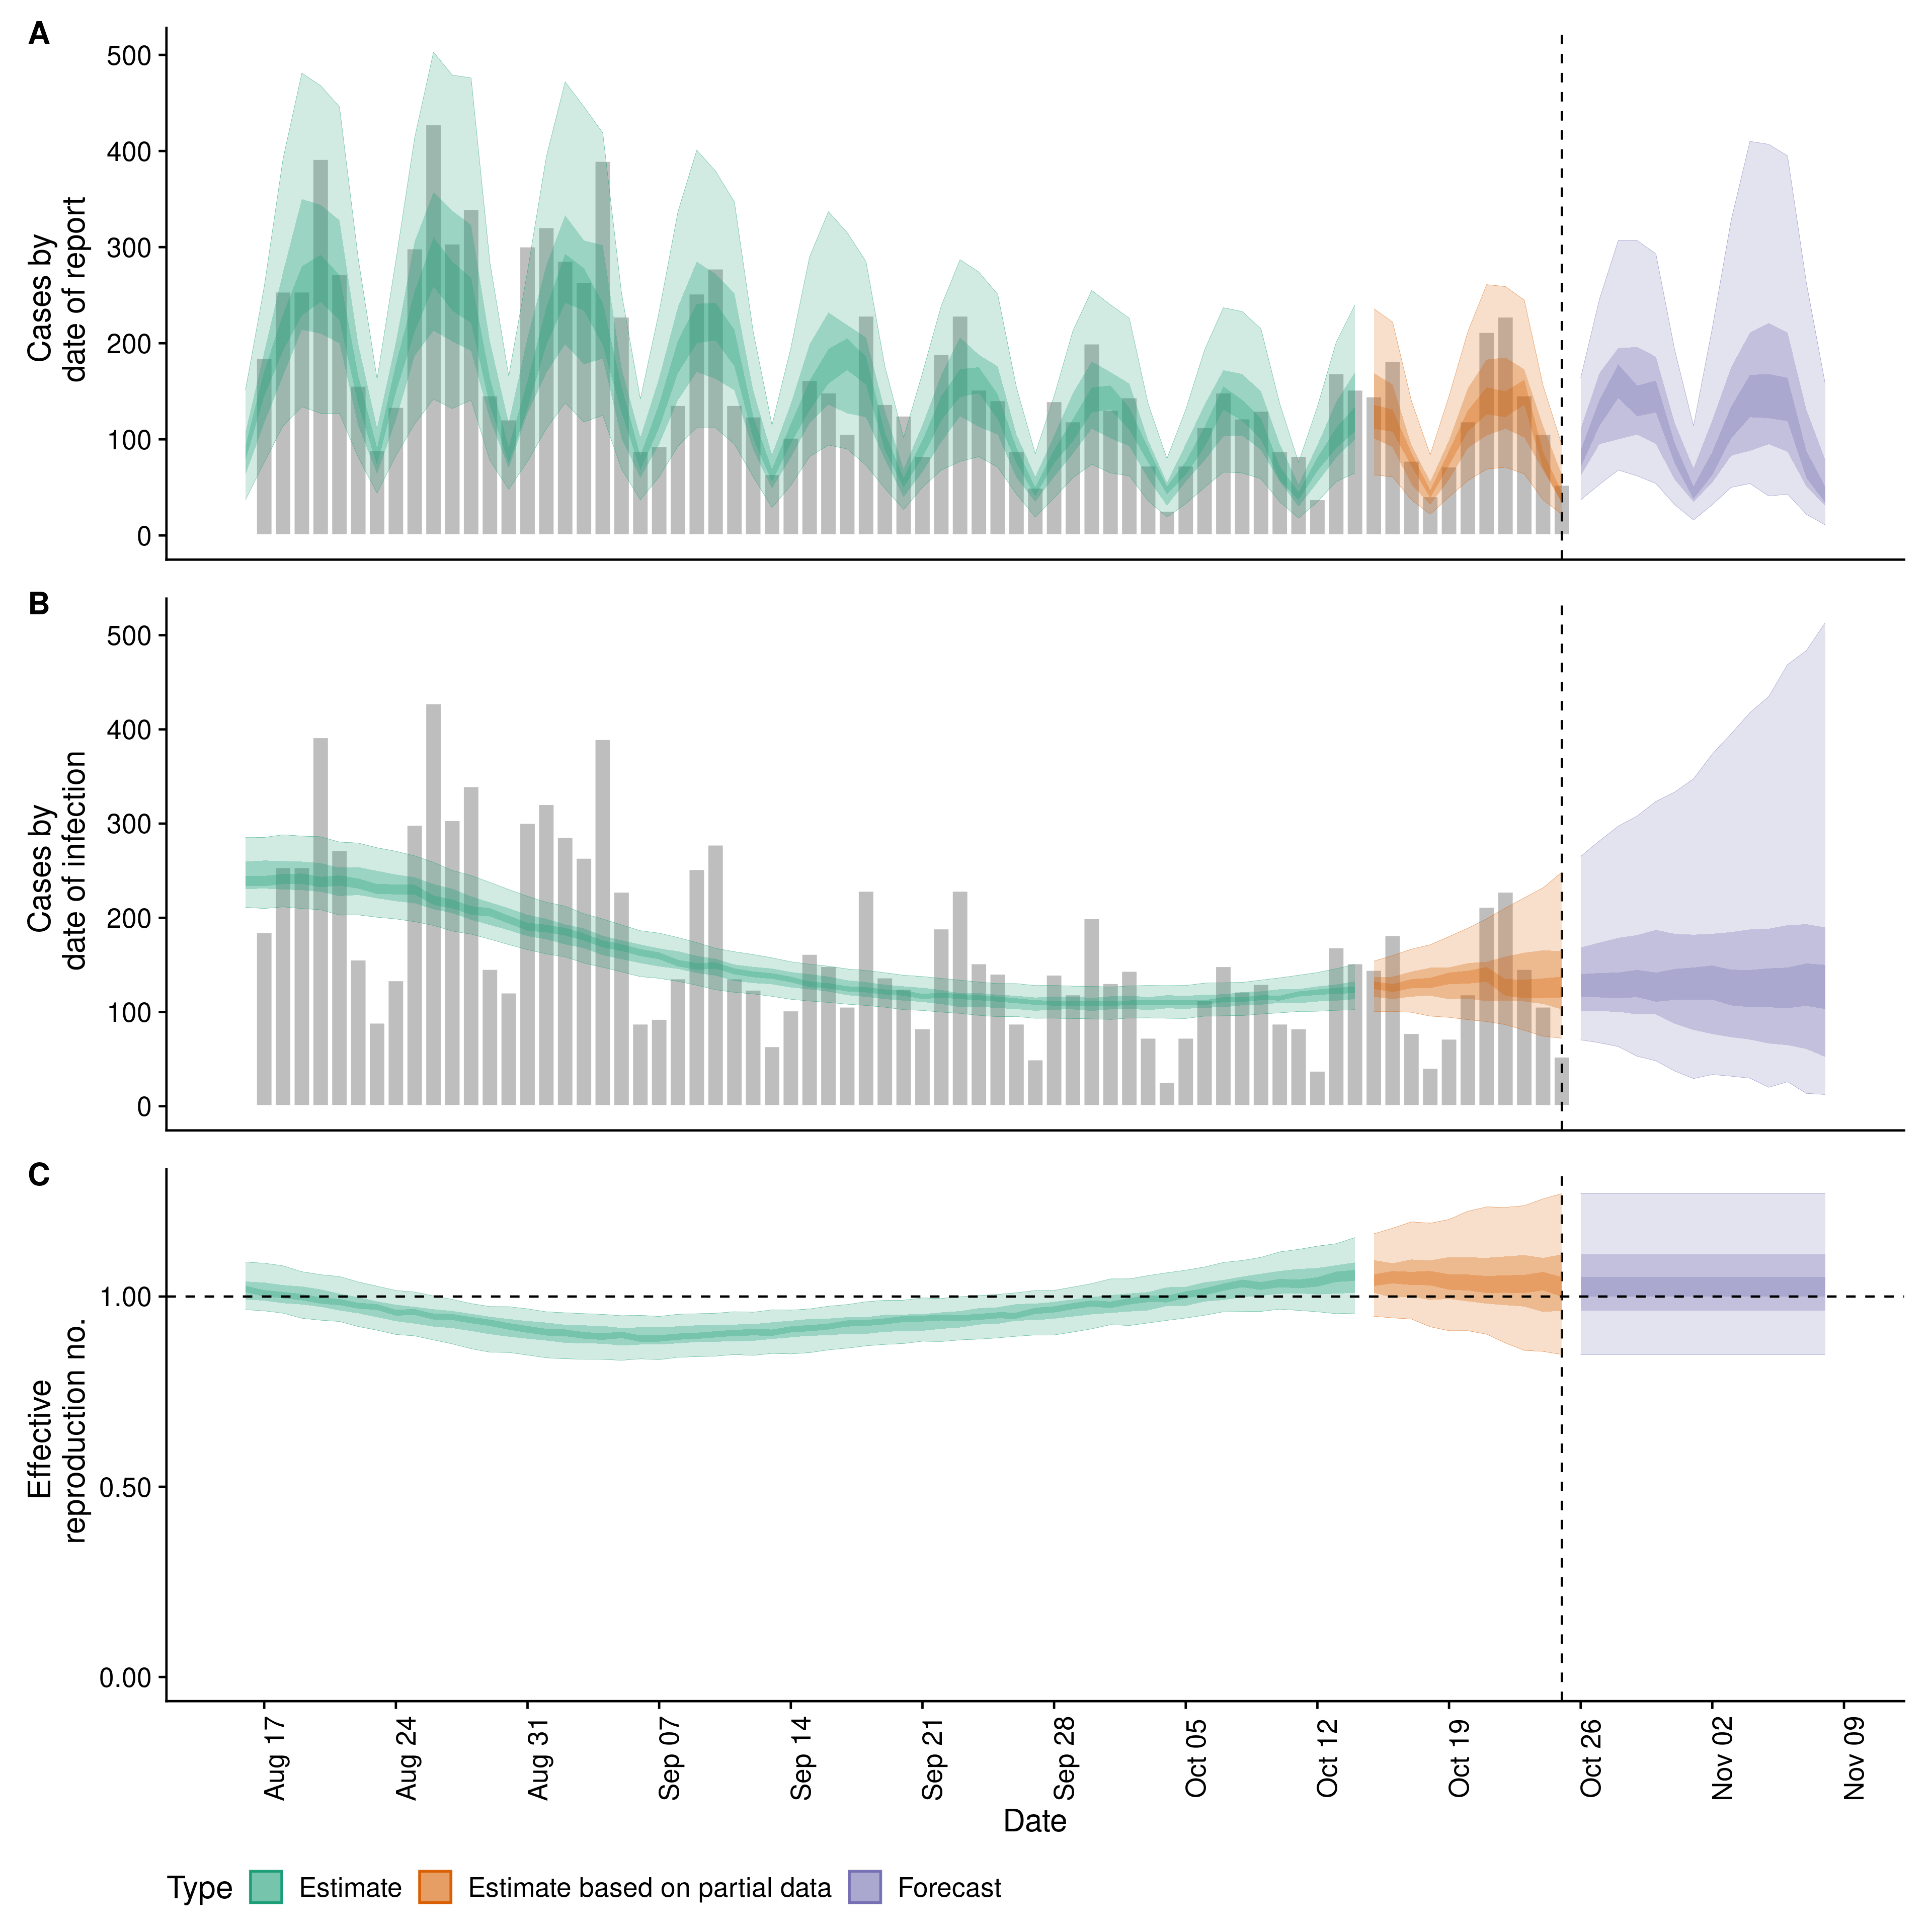 A
500
400
300
200
100
0
Cases by
date of report
B
500
400
300
200
100
0
Cases by
date of infection
C
1.00
0.50
0.00
Effective
reproduction no.
Aug 17
Aug 24
Aug 31
Sep 07
Sep 14
Sep 21
Sep 28
Oct 05
Oct 12
Oct 19
Oct 26
Nov 02
Nov 09
Date
Type Estimate Estimate based on partial data Forecast